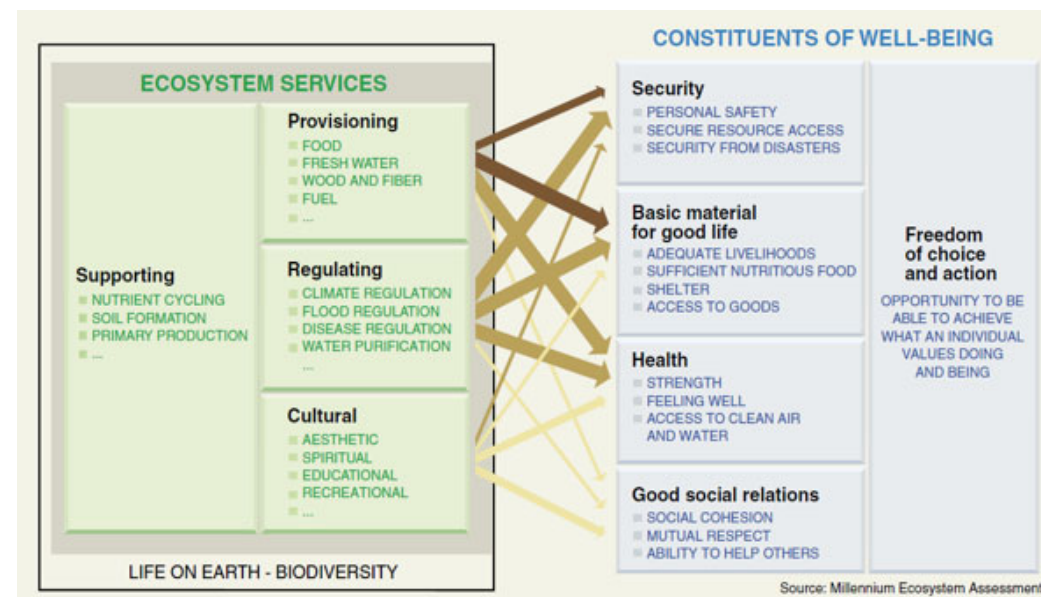 CONSTITUENTS OF WELL-BEING
ECOSYSTEM SERVICES
Supporting
NUTRIENT CYCLING
SOIL FORMATION
PRIMARY PRODUCTION
...
Provisioning
FOOD
FRESH WATER
WOOD AND FIBER
FUEL
...
Regulating
CLIMATE REGULATION
FLOOD REGULATION
DISEASE REGULATION
WATER PURIFICATION
...
Cultural
AESTHETIC
SPIRITUAL
EDUCATIONAL
RECREATIONAL
...
LIFE ON EARTH - BIODIVERSITY
Security
PERSONAL SAFETY
SECURE RESOURCE ACCESS
SECURITY FROM DISASTERS
Basic material
for good life
ADEQUATE LIVELIHOODS
SUFFICIENT NUTRITIOUS FOOD
SHELTER
ACCESS TO GOODS
Health
STRENGTH
FEELING WELL
ACCESS TO CLEAN AIR
AND WATER
Good social relations
SOCIAL COHESION
MUTUAL RESPECT
ABILITY TO HELP OTHERS
Freedom
of choice
and action
OPPORTUNITY TO BE
ABLE TO ACHIEVE
WHAT AN INDIVIDUAL
VALUES DOING
AND BEING
Source: Millennium Ecosystem Assessment